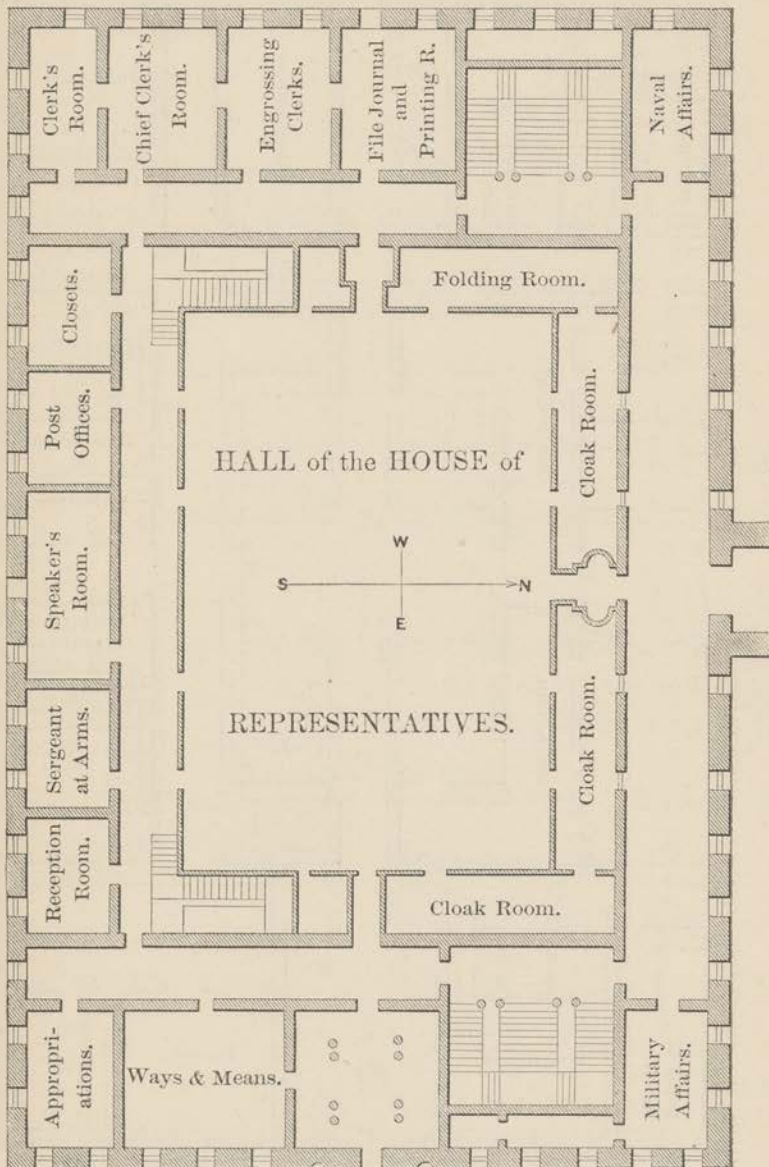 Clerk's
Room.
Chief Clerk's
Room.
Engrossing
Clerks.
File Journal
and
Printing R.
Naval
Affairs.
Closets.
Folding Room.
Post
Offices.
Cloak Room.
HALL of the HOUSE of
Speaker's
Room.
W
S
N
E
REPRESENTATIVES.
Sergeant
at Arms.
Cloak Room.
Reception
Room.
Cloak Room.
Appropri-
ations.
Ways & Means.
Military
Affairs.